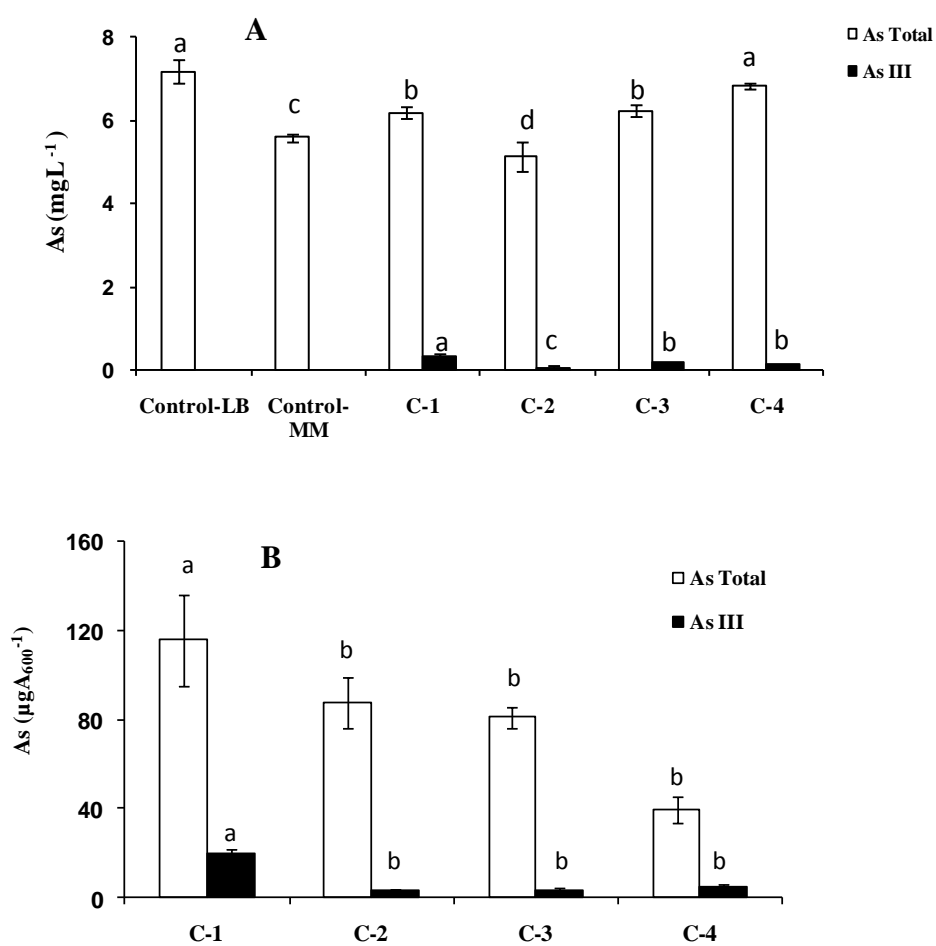 A
As Total
As III
As (mgL⁻¹)
8
6
4
2
0
a
c
b
d
b
a
a
c
b
b
Control-LB
Control-
MM
C-1
C-2
C-3
C-4
B
As Total
As III
As (µgA₆₀₀⁻¹)
160
120
80
40
0
a
b
b
b
a
b
b
b
C-1
C-2
C-3
C-4